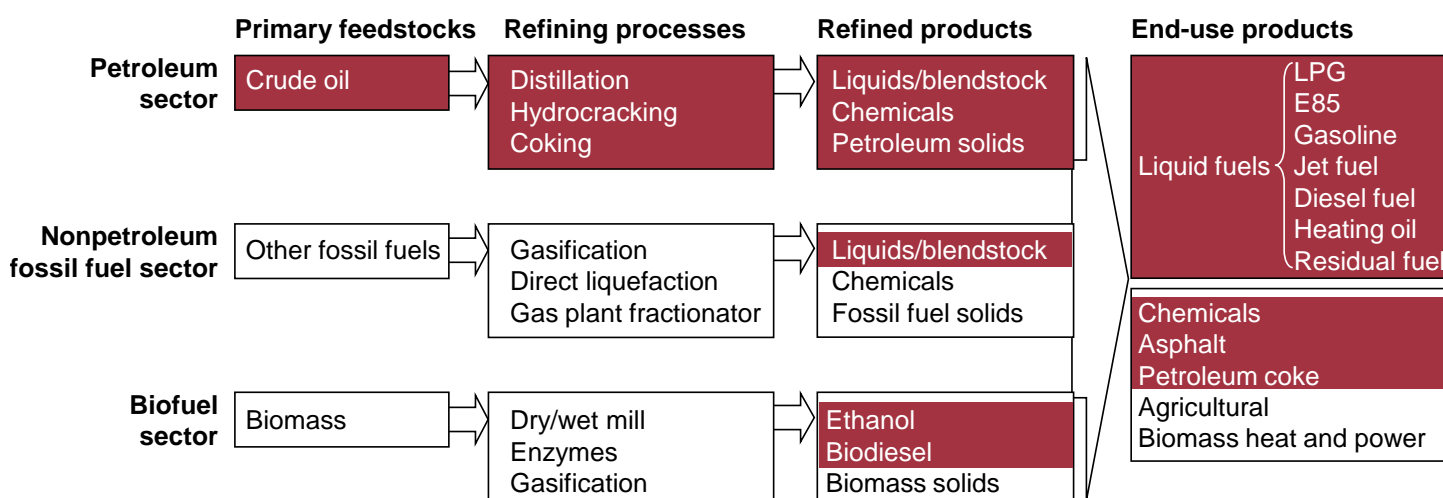 Primary feedstocks
Refining processes
Refined products
End-use products
Petroleum
sector
Crude oil
Distillation
Hydrocracking
Coking
Liquids/blendstock
Chemicals
Petroleum solids
Liquid fuels
LPG
E85
Gasoline
Jet fuel
Diesel fuel
Heating oil
Residual fuel
Nonpetroleum
fossil fuel sector
Other fossil fuels
Gasification
Direct liquefaction
Gas plant fractionator
Liquids/blendstock
Chemicals
Fossil fuel solids
Chemicals
Asphalt
Petroleum coke
Agricultural
Biomass heat and power
Biofuel
sector
Biomass
Dry/wet mill
Enzymes
Gasification
Ethanol
Biodiesel
Biomass solids